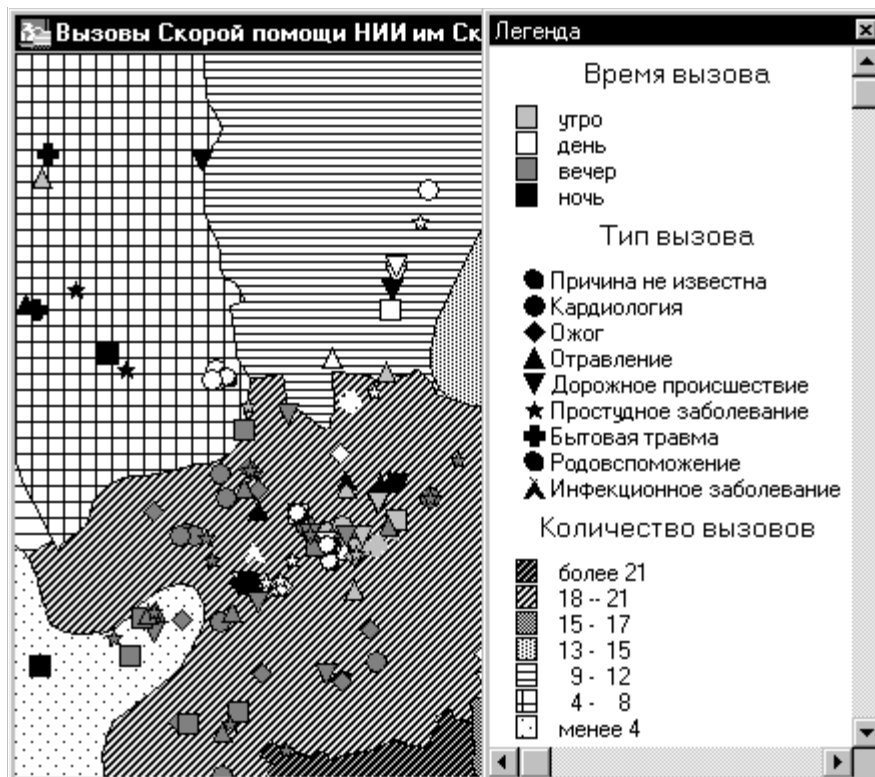 Вызовы Скорой помощи НИИ им Ск
Легенда
Время вызова
утро
день
вечер
ночь
Тип вызова
Причина не известна
Кардиология
Ожог
Отравление
Дорожное происшествие
Простудное заболевание
Бытовая травма
Родовспоможение
Инфекционное заболевание
Количество вызовов
более 21
18 -- 21
15 - 17
13 - 15
9 - 12
4 - 8
менее 4